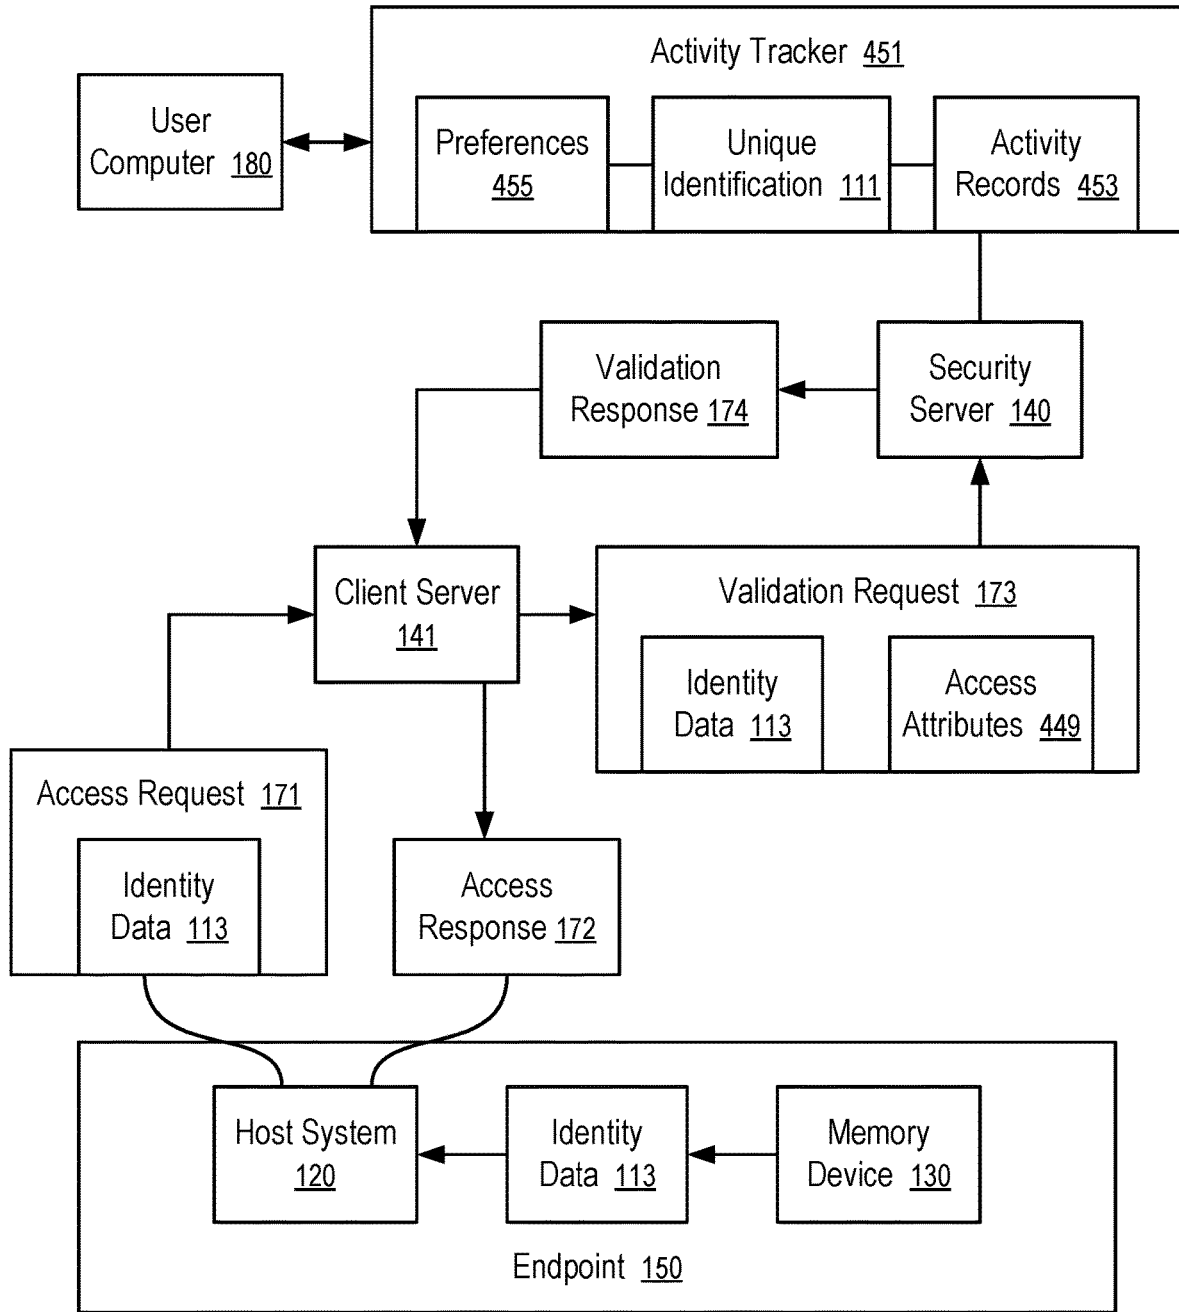 Activity Tracker 451
User
Computer 180
Preferences
455
Unique
Identification 111
Activity
Records 453
Validation
Response 174
Security
Server 140
Client Server
141
Validation Request 173
Identity
Data 113
Access
Attributes 449
Access Request 171
Identity
Data 113
Access
Response 172
Host System
120
Identity
Data 113
Memory
Device 130
Endpoint 150